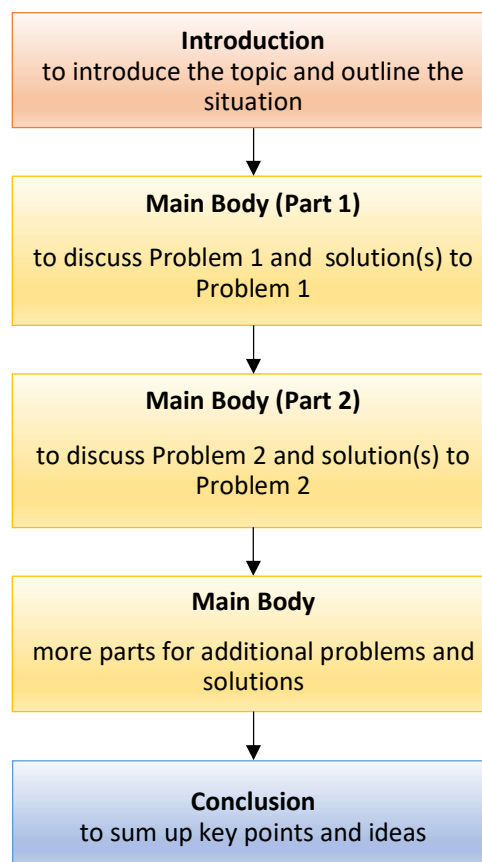 Introduction
to introduce the topic and outline the
situation
Main Body (Part 1)
to discuss Problem 1 and  solution(s) to
Problem 1
Main Body (Part 2)
to discuss Problem 2 and solution(s) to
Problem 2
Main Body
more parts for additional problems and
solutions
Conclusion
to sum up key points and ideas